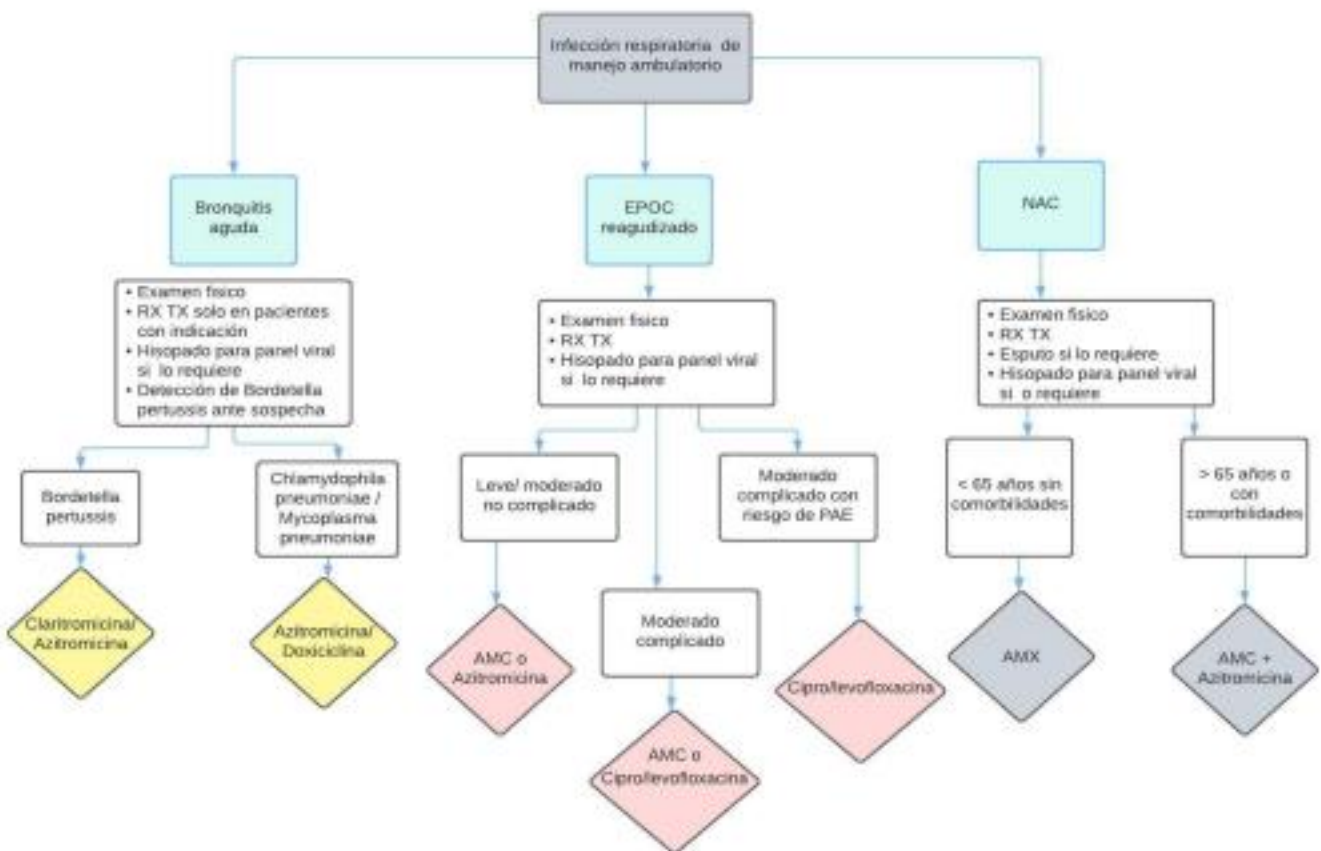 Infección respiratoria de
manejo ambulatorio
Bronquitis
aguda
EPOC
reagudizado
NAC
• Examen fisico
• RX TX solo en pacientes
con indicación
• Hisopado para panel viral
si lo requiere
• Detección de Bordetella
pertussis ante sospecha
• Examen fisico
• RX TX
• Hisopado para panel viral
si lo requiere
• Examen fisico
• RX TX
• Esputo si lo requiere
• Hisopado para panel viral
si o requiere
Bordetella
pertussis
Chlamydophila
pneumoniae /
Mycoplasma
pneumoniae
Leve/ moderado
no complicado
Moderado
complicado
Moderado
complicado con
riesgo de PAE
< 65 años sin
comorbilidades
> 65 años o
con
comorbilidades
Claritromicina/
Azitromicina
Azitromicina/
Doxiciclina
AMC o
Azitromicina
AMC o
Cipro/levofloxacina
Cipro/levofloxacina
AMX
AMC +
Azitromicina